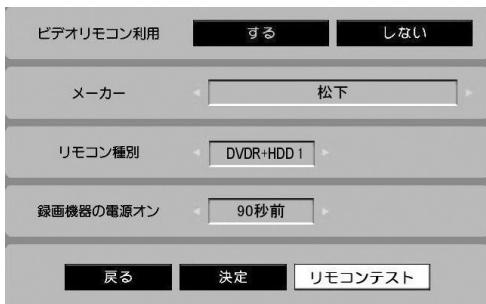 ビデオリモコン利用 する しない
メーカー 松下
リモコン種別 DVDR+HDD 1
録画機器の電源オン 90秒前
戻る 決定 リモコンテスト